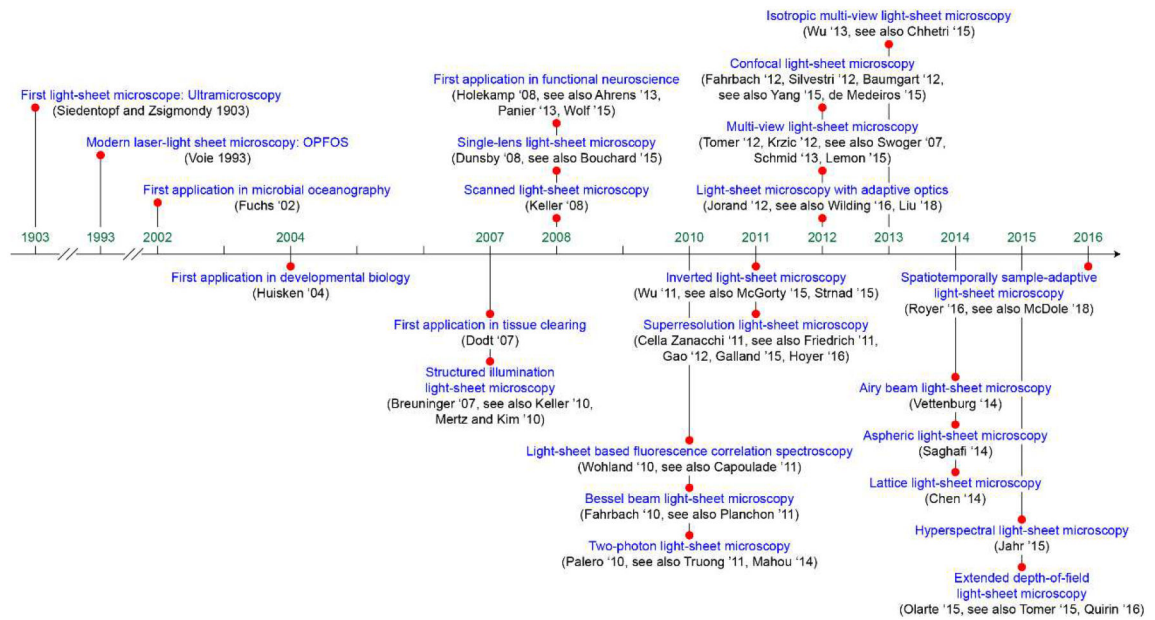 Isotropic multi-view light-sheet microscopy
(Wu ‘13, see also Chhetri ‘15)
Confocal light-sheet microscopy
(Fahrbach ‘12, Silvestri ‘12, Baumgart ‘12,
see also Yang ‘15, de Medeiros ‘15)
First application in functional neuroscience
(Holekamp ‘08, see also Ahrens ‘13,
Panier ‘13, Wolf ’15)
First light-sheet microscope: Ultramicroscopy
(Siedentopf and Zsigmondy 1903)
Multi-view light-sheet microscopy
(Tomer ‘12, Krzic ‘12, see also Swoger ‘07,
Schmid ‘13, Lemon ‘15)
Modern laser-light sheet microscopy: OPFOS
(Voie 1993)
Single-lens light-sheet microscopy
(Dunsby ‘08, see also Bouchard ‘15)
First application in microbial oceanography
(Fuchs ‘02)
Scanned light-sheet microscopy
(Keller ‘08)
Light-sheet microscopy with adaptive optics
(Jorand ‘12, see also Wilding ‘16, Liu ‘18)
1903 1993 2002 2004 2007 2008 2010 2011 2012 2013 2014 2015 2016
First application in developmental biology
(Huisken ‘04)
Inverted light-sheet microscopy
(Wu ‘11, see also McGorty ‘15, Strnad ‘15)
Spatiotemporally sample-adaptive
light-sheet microscopy
(Royer ‘16, see also McDole ‘18)
First application in tissue clearing
(Dodt ‘07)
Superresolution light-sheet microscopy
(Cella Zanacchi ‘11, see also Friedrich ‘11,
Gao ‘12, Galland ‘15, Hoyer ‘16)
Structured illumination
light-sheet microscopy
(Breuninger ‘07, see also Keller ’10,
Mertz and Kim ’10)
Airy beam light-sheet microscopy
(Vettenburg ‘14)
Aspheric light-sheet microscopy
(Saghafi ‘14)
Light-sheet based fluorescence correlation spectroscopy
(Wohland ‘10, see also Capoulade ‘11)
Lattice light-sheet microscopy
(Chen ‘14)
Bessel beam light-sheet microscopy
(Fahrbach ‘10, see also Planchon ‘11)
Hyperspectral light-sheet microscopy
(Jahr ’15)
Two-photon light-sheet microscopy
(Palero ‘10, see also Truong ’11, Mahou ‘14)
Extended depth-of-field
light-sheet microscopy
(Olarte ‘15, see also Tomer ‘15, Quirin ‘16)